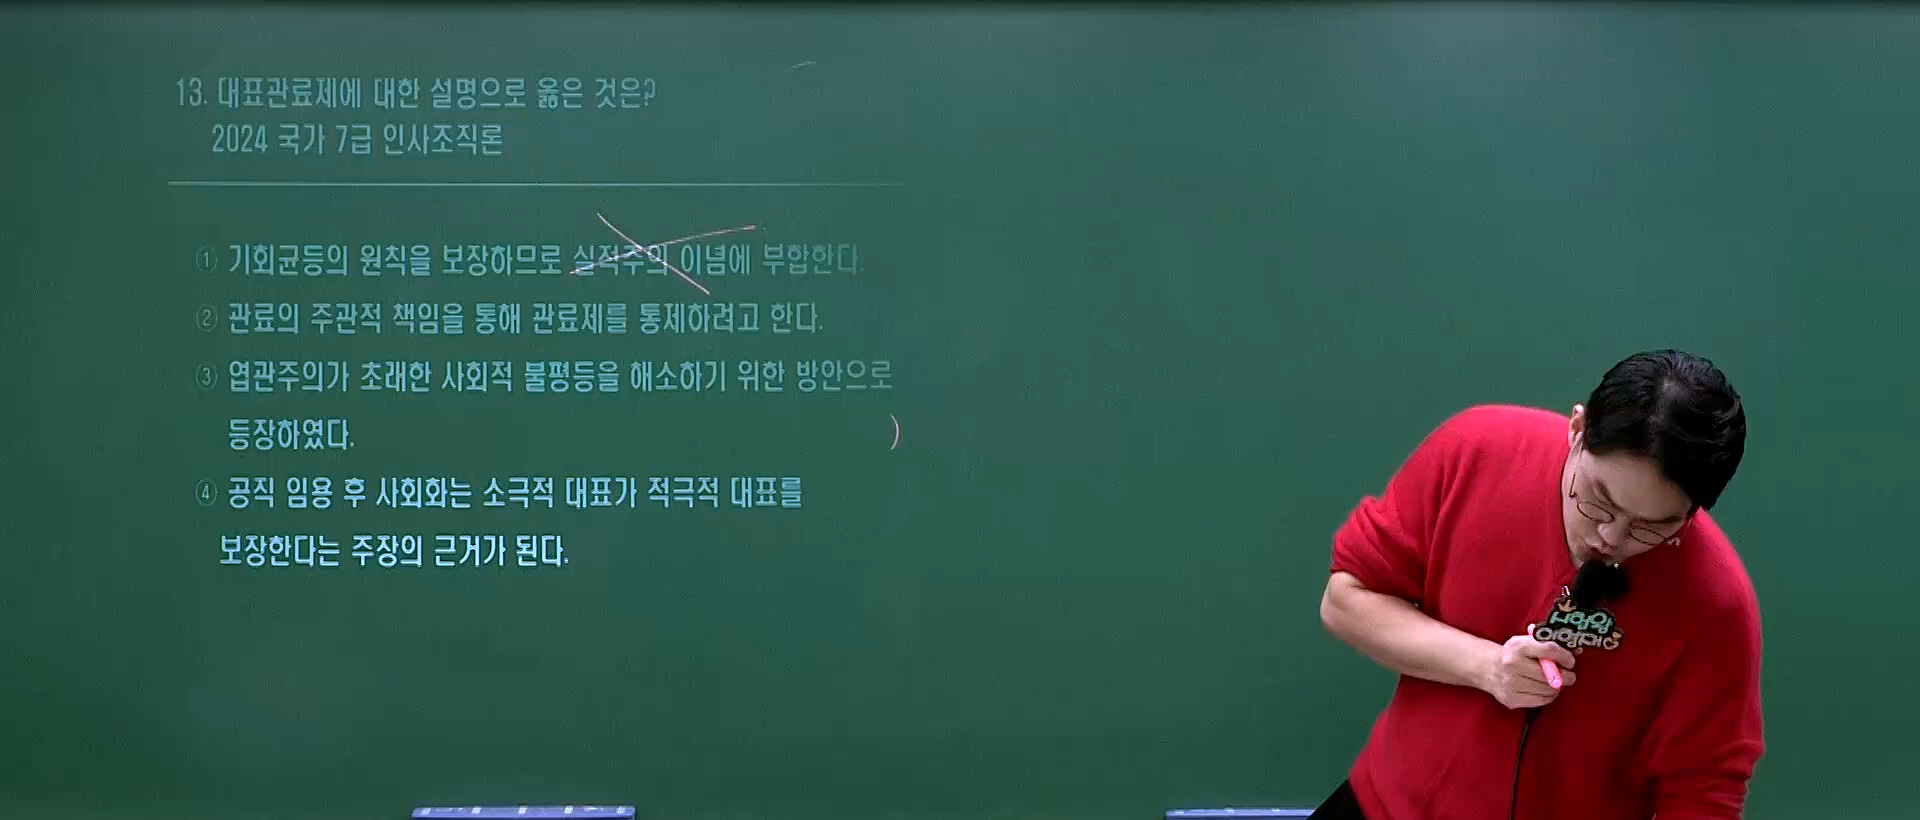 13. 대표관료제에 대한 설명으로 옳은 것은?
2024 국가 7급 인사조직론
① 기회균등의 원칙을 보장하므로 실적주의 이념에 부합한다.
② 관료의 주관적 책임을 통해 관료제를 통제하려고 한다.
③ 엽관주의가 초래한 사회적 불평등을 해소하기 위한 방안으로
등장하였다.
④ 공직 임용 후 사회화는 소극적 대표가 적극적 대표를
보장한다는 주장의 근거가 된다.
시험왕